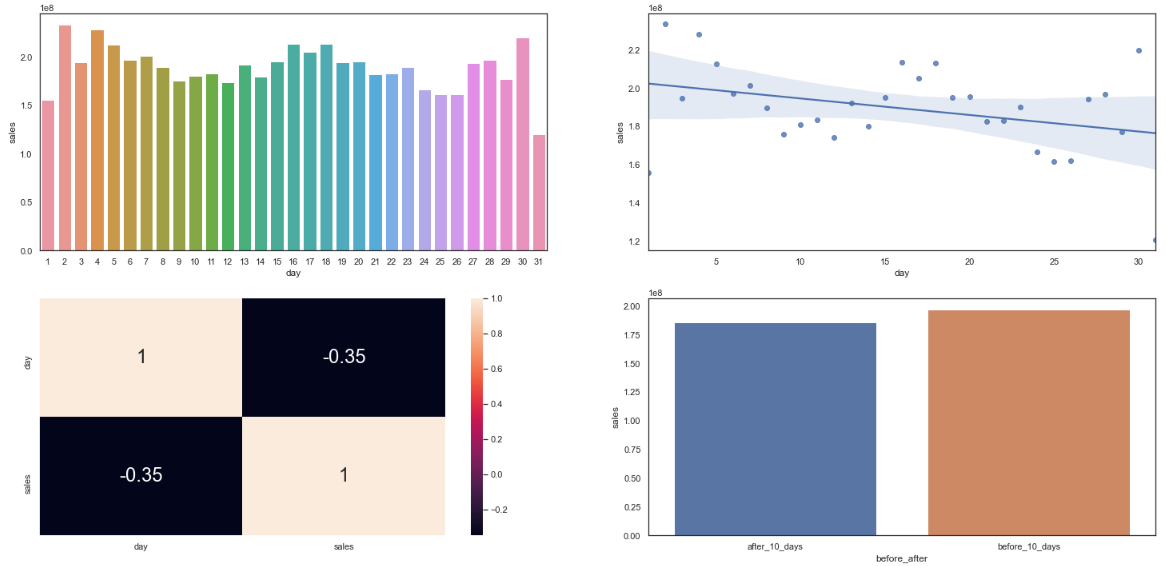 1e8
2.0
1.5
1.0
0.5
0.0
sales
1 2 3 4 5 6 7 8 9 10 11 12 13 14 15 16 17 18 19 20 21 22 23 24 25 26 27 28 29 30 31
day
1e8
2.2
2.0
1.8
1.6
1.4
1.2
sales
5 10 15 20 25 30
day
day
sales
1 -0.35
-0.35 1
day sales
1.0
0.8
0.6
0.4
0.2
0.0
-0.2
1e8
2.00
1.75
1.50
1.25
1.00
0.75
0.50
0.25
0.00
sales
after_10_days before_10_days
before_after